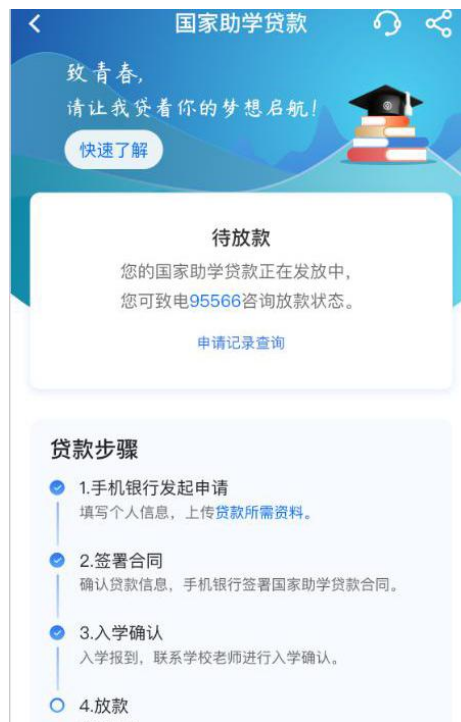 国家助学贷款
致青春,
请让我贷着你的梦想启航!
快速了解
待放款
您的国家助学贷款正在发放中,
您可致电95566咨询放款状态。
申请记录查询
贷款步骤
1.手机银行发起申请
填写个人信息，上传贷款所需资料。
2.签署合同
确认贷款信息，手机银行签署国家助学贷款合同。
3.入学确认
入学报到，联系学校老师进行入学确认。
4.放款